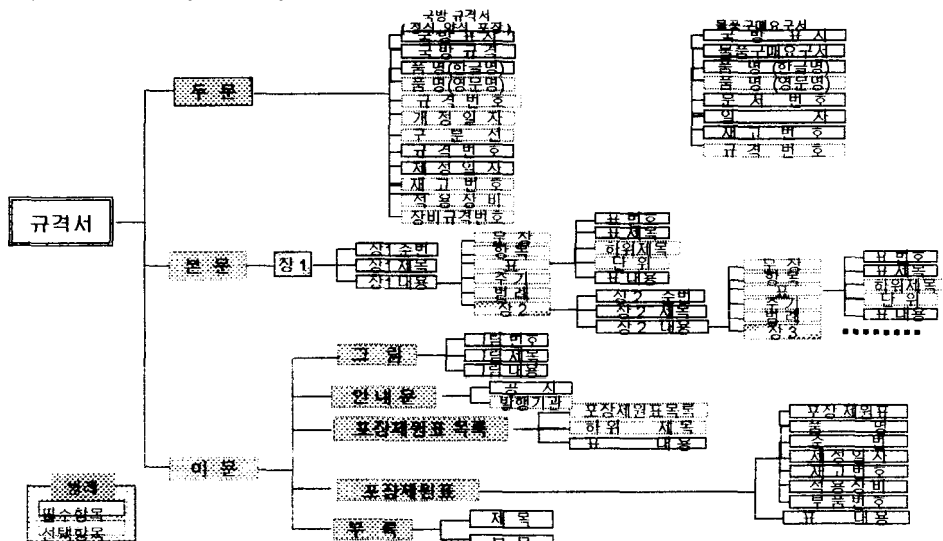 국방 규격서
(정식, 약식, 포장)
국방 표시
국방 규격
품명(한글명)
품명(영문명)
규격번호
개정일자
구 분 선
규격번호
제정일자
재고번호
적용장비
장비규격번호
물품구매요구서
국 방 표 시
물품구매요구서
품 명 (한글명)
품 명 (영문명)
문 서 번 호
일 자
재 고 번 호
규 격 번 호
두 문
규격서
본 문
장1
장1 제목
장1 내용
문 장
항 목
표
주 기
범 례
장 2
표 번호
표 제목
하위제목
단 위
표 내용
장2 제목
장2 내용
문 장
항 목
표
주 기
범 례
장 3
표 번호
표 제목
하위제목
단 위
표 내용
이 문
그 림
그림 번호
그림 제목
그림 내용
안 내 문
공 지
발행기관
포장제원표 목록
포장제원표목록
하 위 제 목
표 내 용
포장제원표
포장제원표
품 명
제정일자
재고번호
적용장비
부품번호
표 내 용
부 록
제 목
범례
필수항목
선택항목